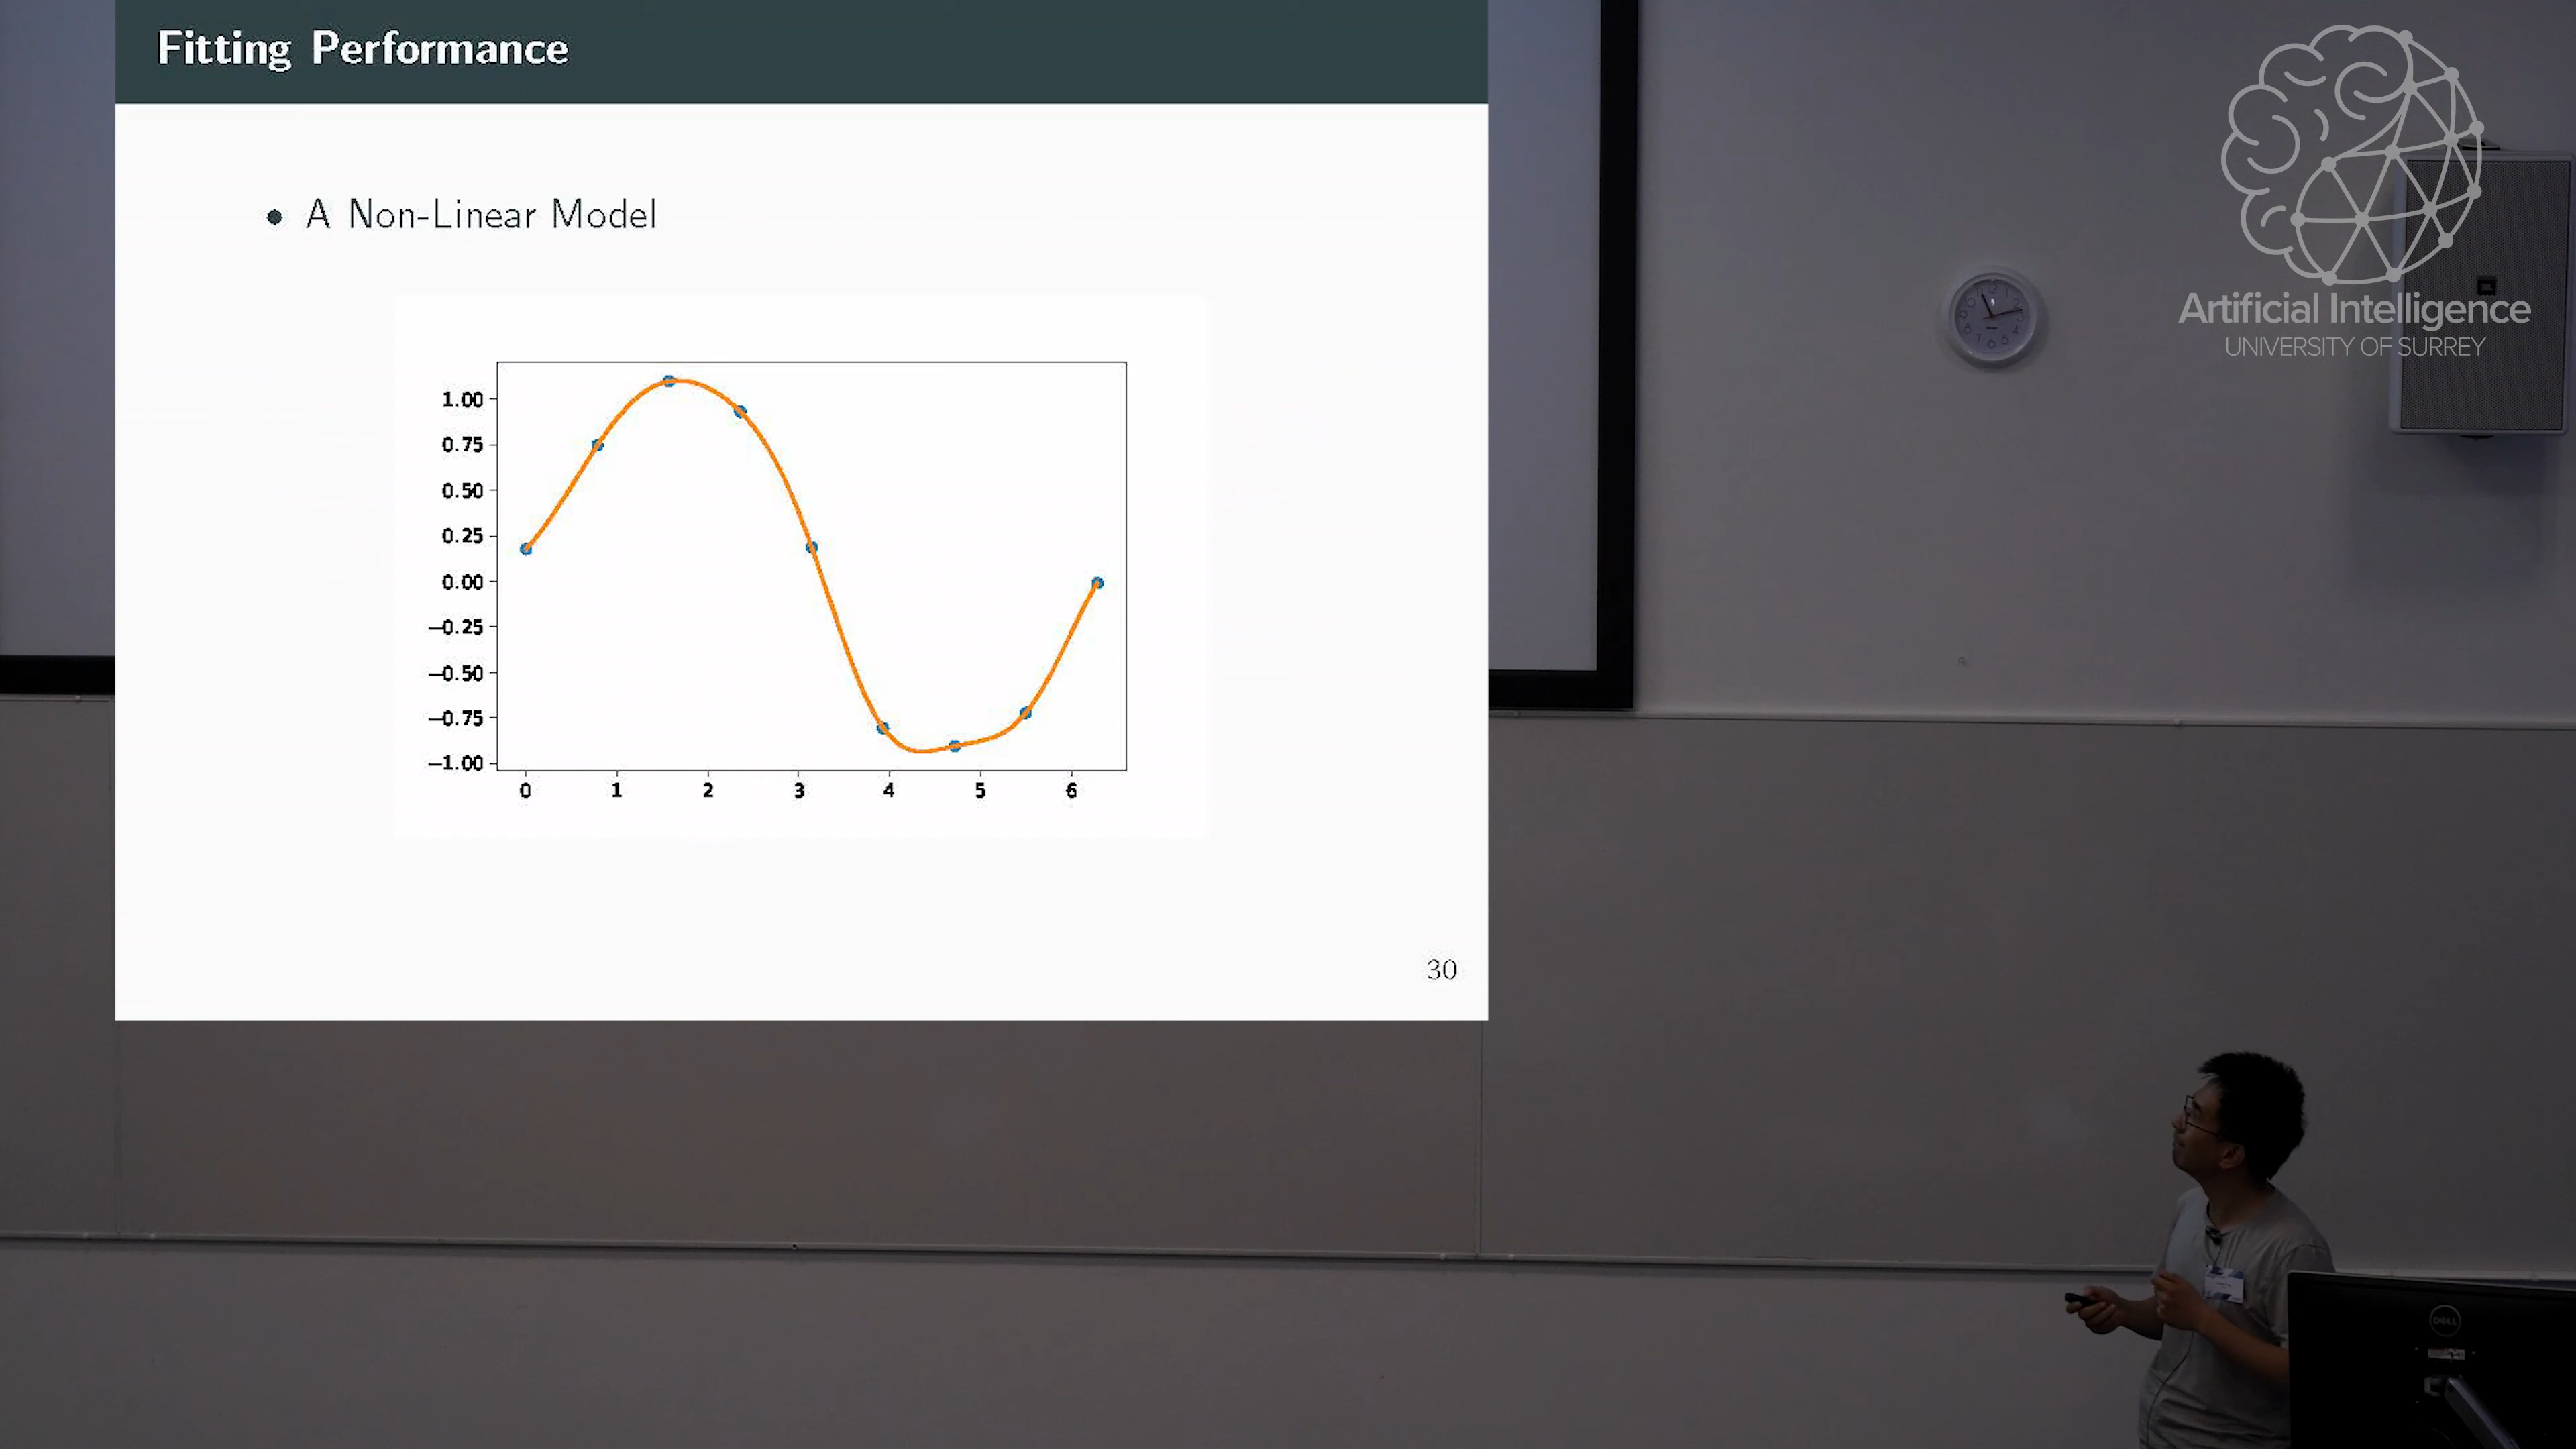 Fitting Performance
• A Non-Linear Model
1.00
0.75
0.50
0.25
0.00
−0.25
−0.50
−0.75
−1.00
0 1 2 3 4 5 6
30
Artificial Intelligence
UNIVERSITY OF SURREY
DELL